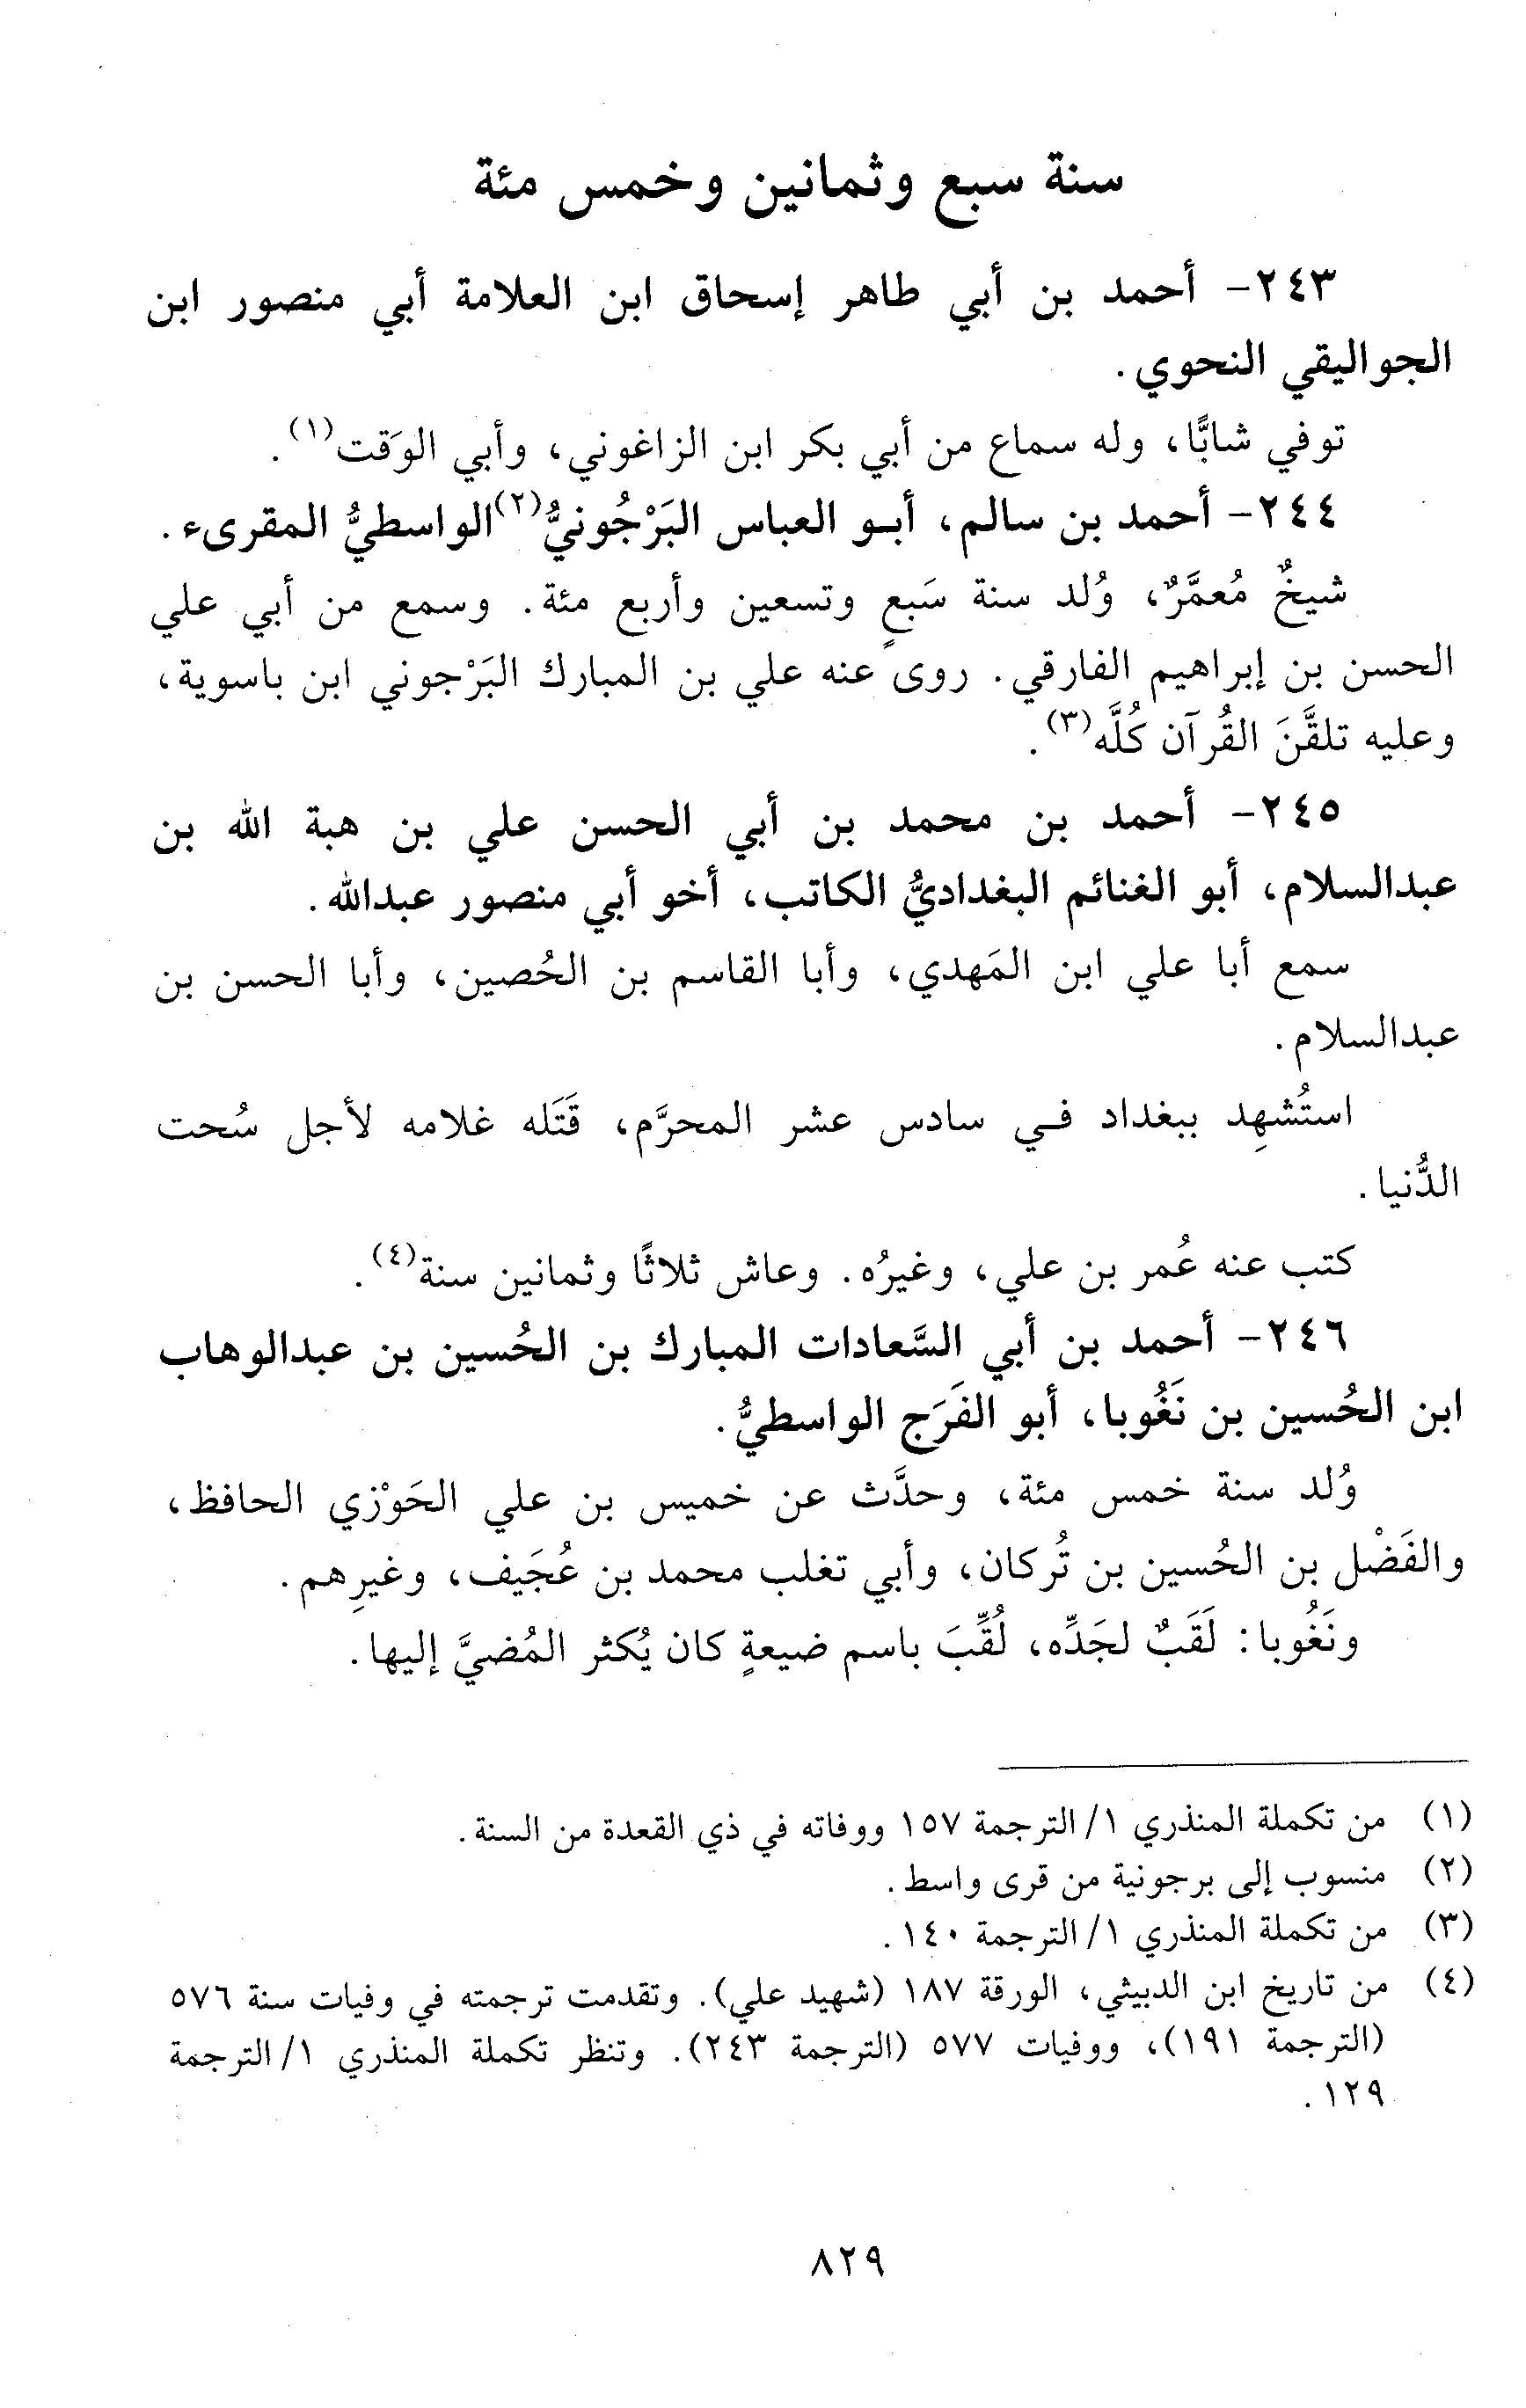 سنة سبع وثمانين وخمس مئة
٢٤٣- أحمد بن أبي طاهر إسحاق ابن العلامة أبي منصور ابن
الجواليقي النحوي.
توفي شابًّا، وله سماع من أبي بكر ابن الزاغوني، وأبي الوَقت(١).
٢٤٤- أحمد بن سالم، أبو العباس البَرْجُونيُّ(٢) الواسطيُّ المقرىء.
شيخٌ مُعمَّرٌ، وُلد سنة سَبعٍ وتسعين وأربع مئة. وسمع من أبي علي
الحسن بن إبراهيم الفارقي. روى عنه علي بن المبارك البَرْجوني ابن باسوية،
وعليه تلقَّنَ القُرآن كُلَّه(٣).
٢٤٥- أحمد بن محمد بن أبي الحسن علي بن هبة الله بن
عبدالسلام، أبو الغنائم البغداديُّ الكاتب، أخو أبي منصور عبدالله.
سمع أبا علي ابن المَهدي، وأبا القاسم بن الحُصين، وأبا الحسن بن
عبدالسلام.
استُشهِد ببغداد في سادس عشر المحرَّم، قَتَله غلامه لأجل سُحت
الدُّنيا.
كتب عنه عُمر بن علي، وغيرُه. وعاش ثلاثًا وثمانين سنة(٤).
٢٤٦- أحمد بن أبي السَّعادات المبارك بن الحُسين بن عبدالوهاب
ابن الحُسين بن نَغُوبا، أبو الفَرَج الواسطيُّ.
وُلد سنة خمس مئة، وحدَّث عن خميس بن علي الحَوْزي الحافظ،
والفَضْل بن الحُسين بن تُركان، وأبي تغلب محمد بن عُجَيف، وغيرِهم.
ونَغُوبا: لَقَبٌ لجَدِّه، لُقِّبَ باسم ضيعةٍ كان يُكثر المُضيَّ إليها.
(١) من تكملة المنذري ١/ الترجمة ١٥٧ ووفاته في ذي القعدة من السنة.
(٢) منسوب إلى برجونية من قرى واسط.
(٣) من تكملة المنذري ١/ الترجمة ١٤٠.
(٤) من تاريخ ابن الدبيثي، الورقة ١٨٧ (شهيد علي). وتقدمت ترجمته في وفيات سنة ٥٧٦
(الترجمة ١٩١)، ووفيات ٥٧٧ (الترجمة ٢٤٣). وتنظر تكملة المنذري ١/ الترجمة
١٢٩.
٨٢٩